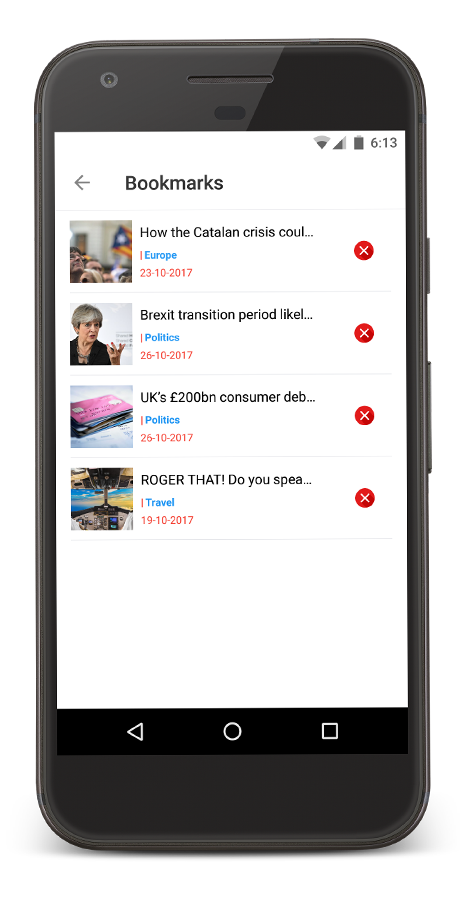 6:13
Bookmarks
How the Catalan crisis coul...
| Europe
23-10-2017
Brexit transition period likel...
| Politics
26-10-2017
UK's £200bn consumer deb...
| Politics
26-10-2017
ROGER THAT! Do you spea...
| Travel
19-10-2017